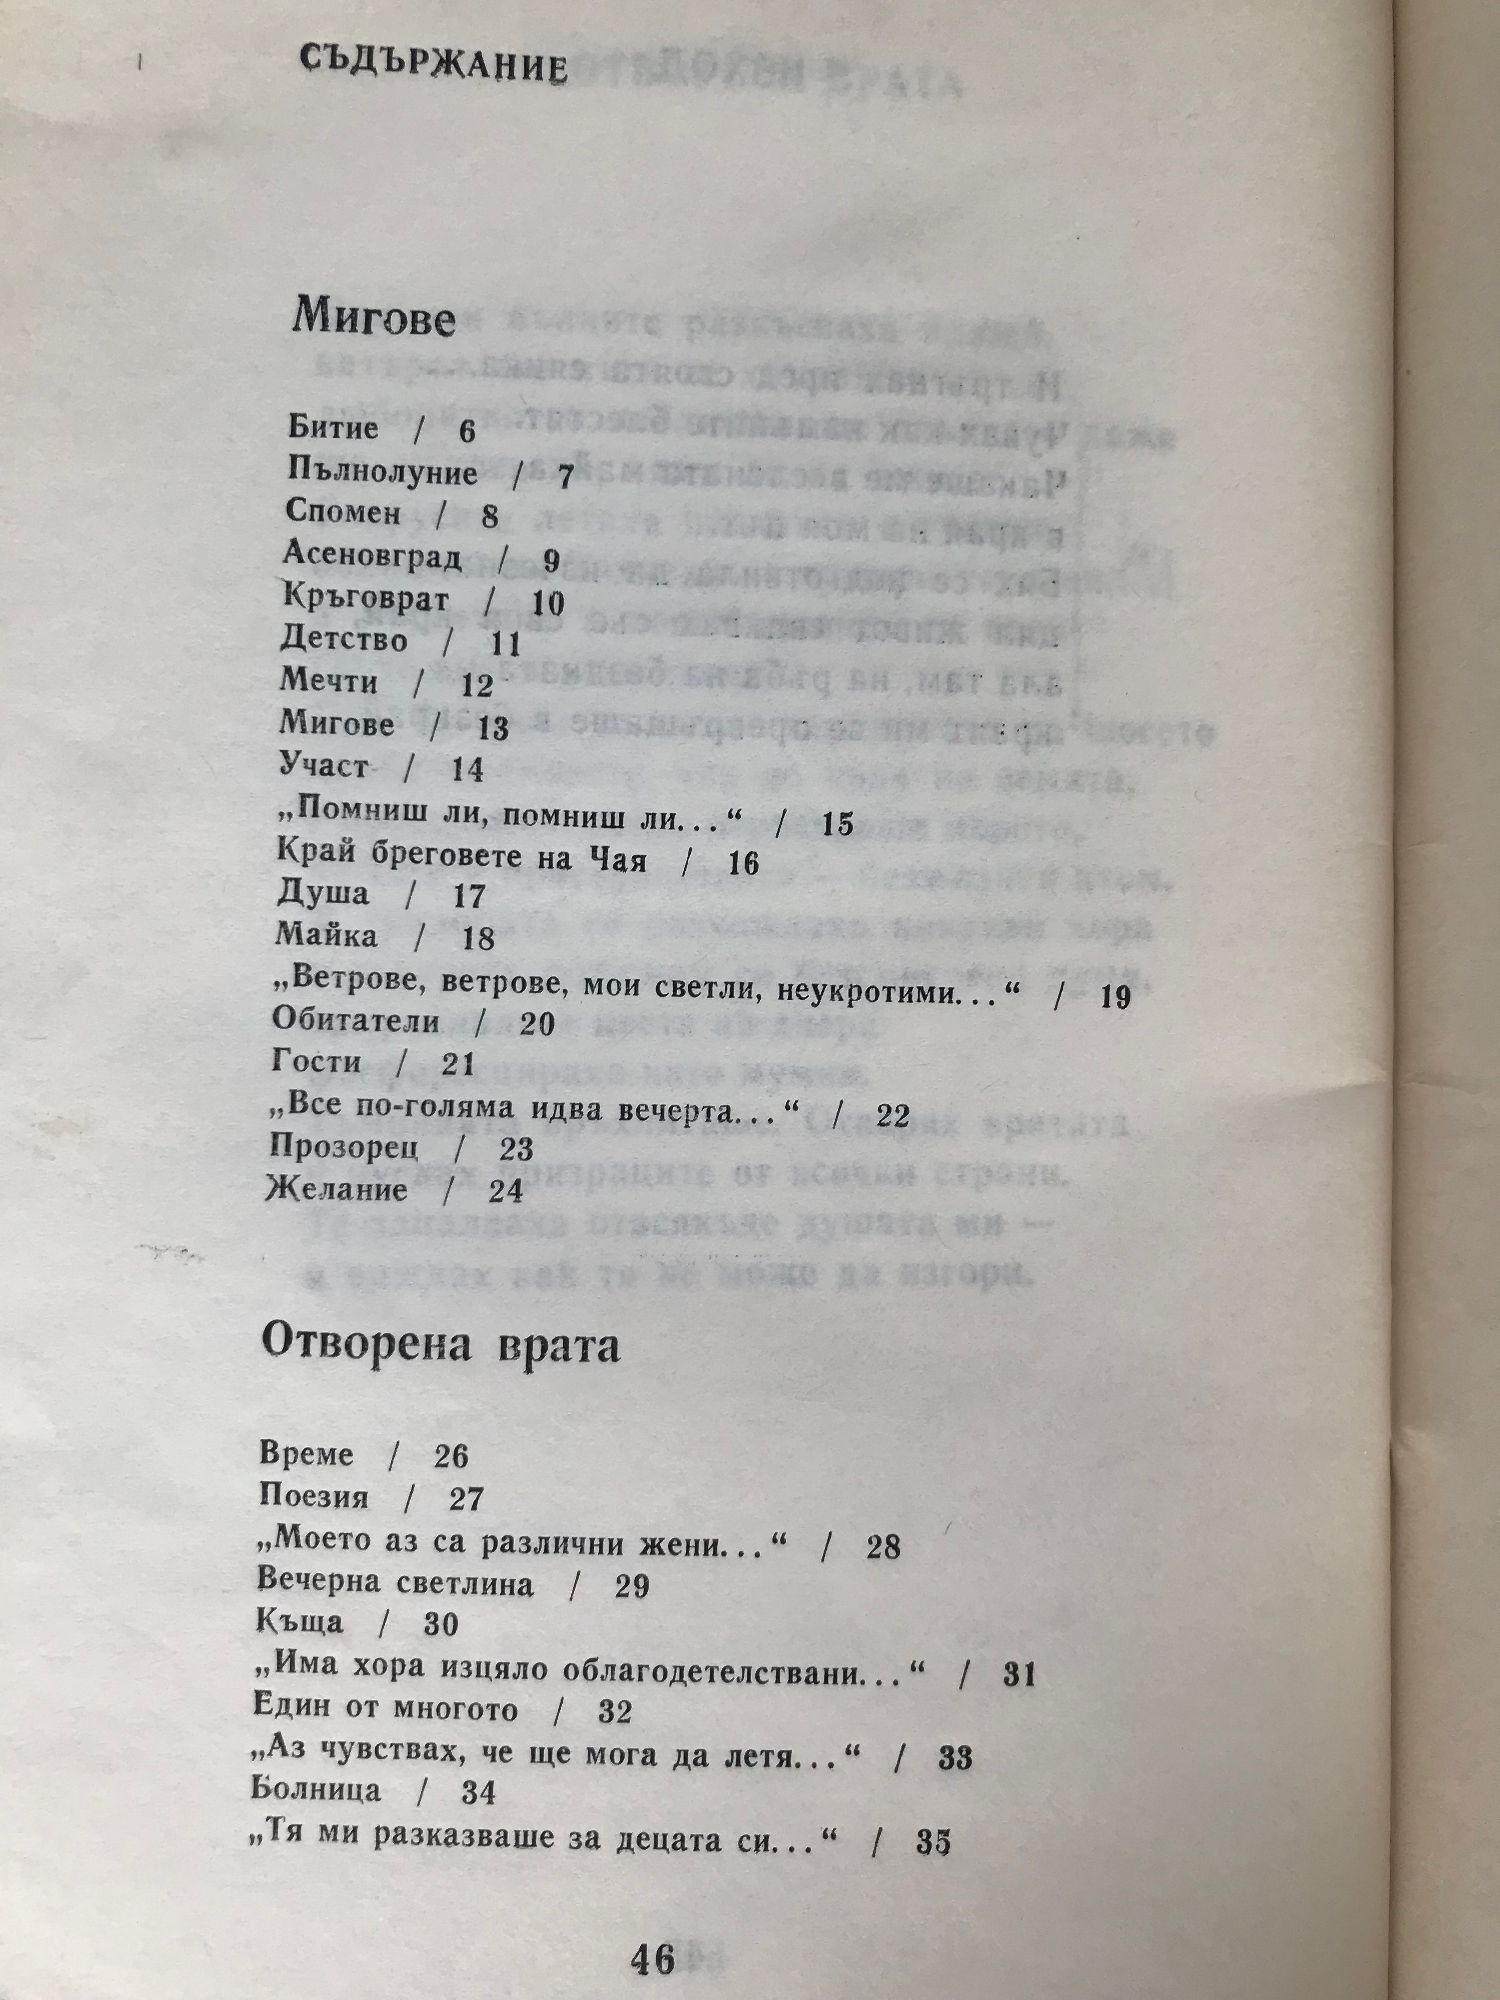 СЪДЪРЖАНИЕ
Мигове
Битие / 6
Пълнолуние / 7
Спомен / 8
Асеновград / 9
Кръговрат / 10
Детство / 11
Мечти / 12
Мигове / 13
Участ / 14
„Помниш ли, помниш ли...“ / 15
Край бреговете на Чая / 16
Душа / 17
Майка / 18
„Ветрове, ветрове, мои светли, неукротими...“ / 19
Обитатели / 20
Гости / 21
„Все по-голяма идва вечерта...“ / 22
Прозорец / 23
Желание / 24
Отворена врата
Време / 26
Поезия / 27
„Моето аз са различни жени...“ / 28
Вечерна светлина / 29
Къща / 30
„Има хора изцяло облагодетелствани...“ / 31
Един от многото / 32
„Аз чувствах, че ще мога да летя...“ / 33
Болница / 34
„Тя ми разказваше за децата си...“ / 35
46